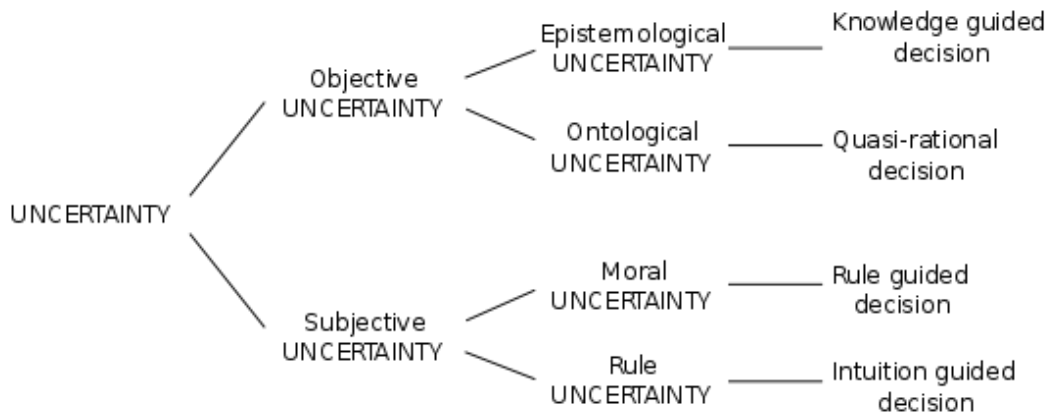 Epistemological
UNCERTAINTY
Knowledge guided
decision
Objective
UNCERTAINTY
Ontological
UNCERTAINTY
Quasi-rational
decision
UNCERTAINTY
Moral
UNCERTAINTY
Rule guided
decision
Subjective
UNCERTAINTY
Rule
UNCERTAINTY
Intuition guided
decision